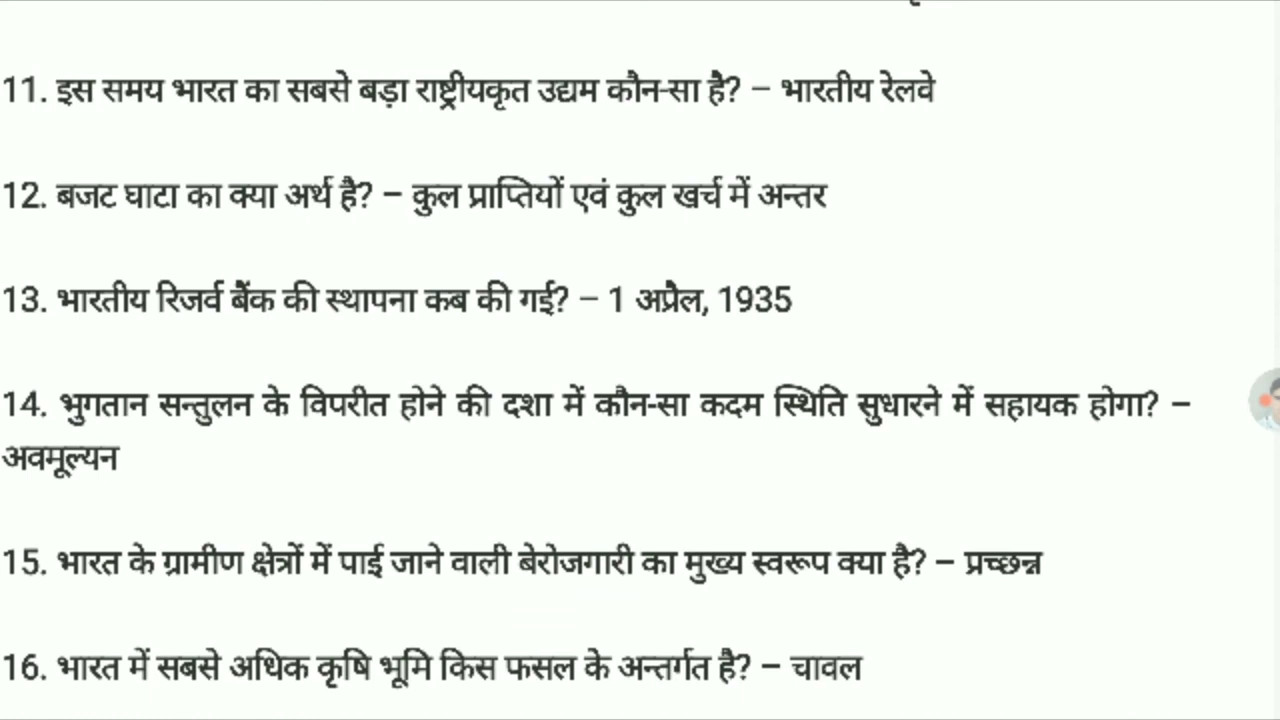 11. इस समय भारत का सबसे बड़ा राष्ट्रीयकृत उद्यम कौन-सा है? – भारतीय रेलवे
12. बजट घाटा का क्या अर्थ है? – कुल प्राप्तियों एवं कुल खर्च में अन्तर
13. भारतीय रिजर्व बैंक की स्थापना कब की गई? – 1 अप्रैल, 1935
14. भुगतान सन्तुलन के विपरीत होने की दशा में कौन-सा कदम स्थिति सुधारने में सहायक होगा? –
अवमूल्यन
15. भारत के ग्रामीण क्षेत्रों में पाई जाने वाली बेरोजगारी का मुख्य स्वरूप क्या है? – प्रच्छन्न
16. भारत में सबसे अधिक कृषि भूमि किस फसल के अन्तर्गत है? – चावल